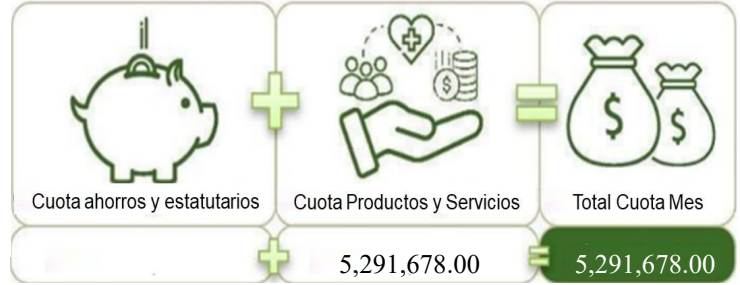 Cuota ahorros y estatutarios
Cuota Productos y Servicios
Total Cuota Mes
$
$
$
5,291,678.00
5,291,678.00